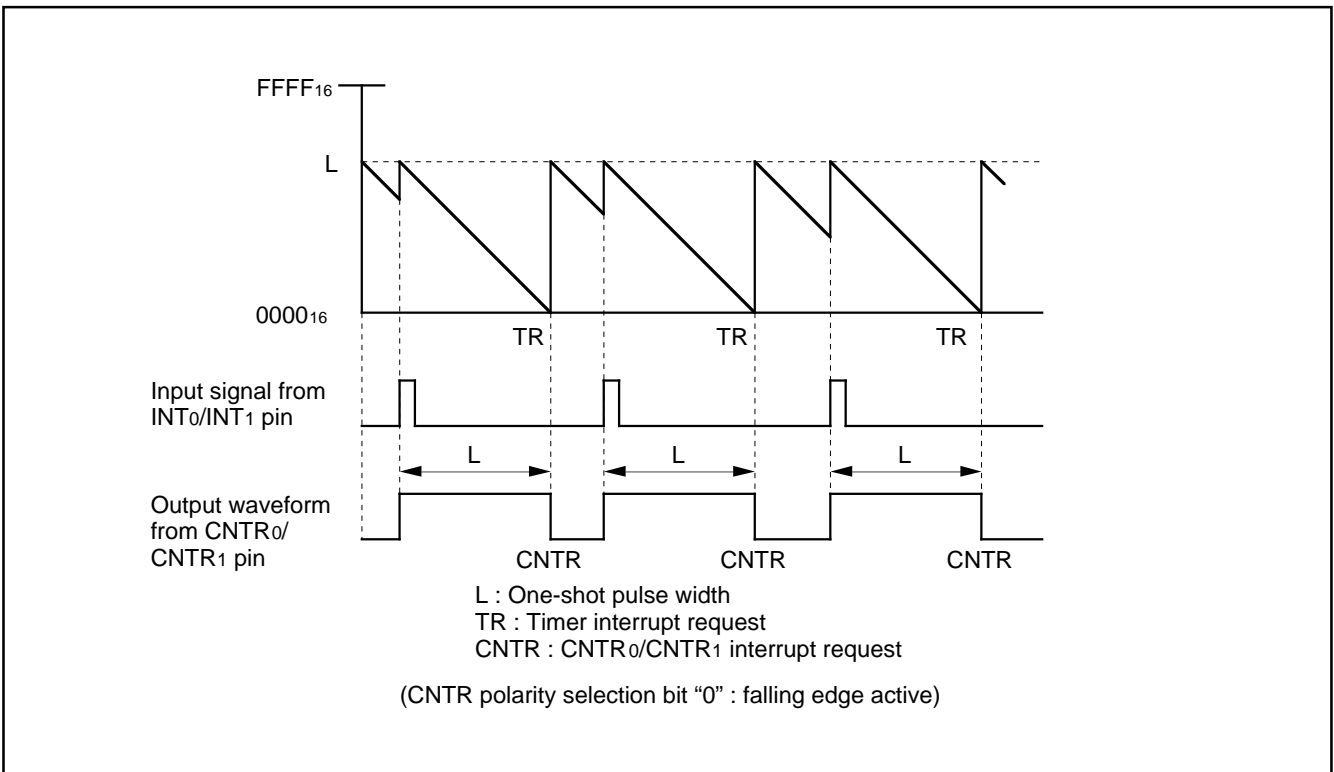 FFFF16
L
000016
TR TR TR
Input signal from
INT0/INT1 pin
L L L
Output waveform
from CNTR0/
CNTR1 pin
CNTR CNTR CNTR
L : One-shot pulse width
TR : Timer interrupt request
CNTR : CNTR0/CNTR1 interrupt request
(CNTR polarity selection bit “0” : falling edge active)